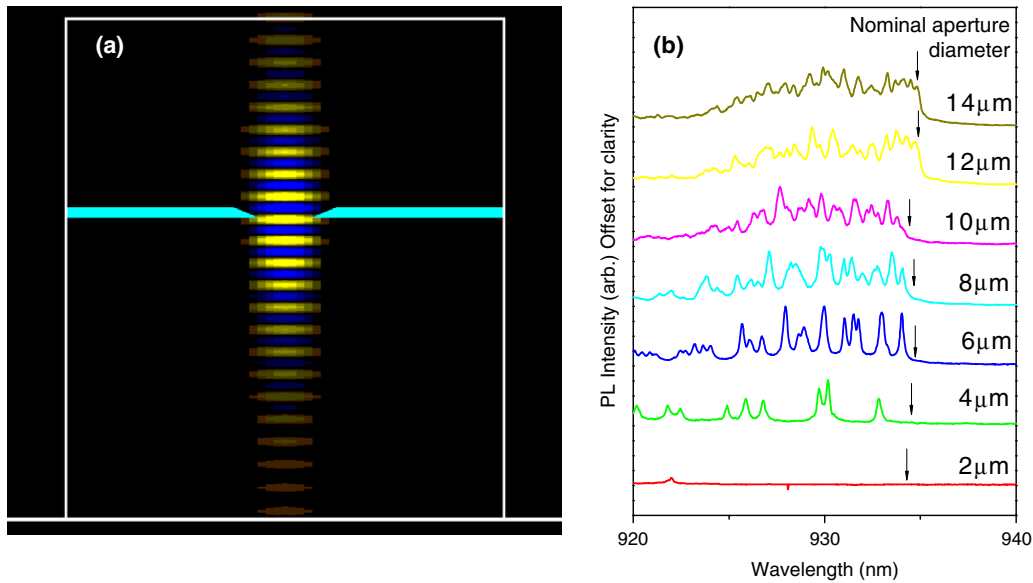 (a)
(b)
Nominal aperture
diameter
14μm
12μm
10μm
8μm
6μm
4μm
2μm
PL Intensity (arb.) Offset for clarity
920
930
940
Wavelength (nm)